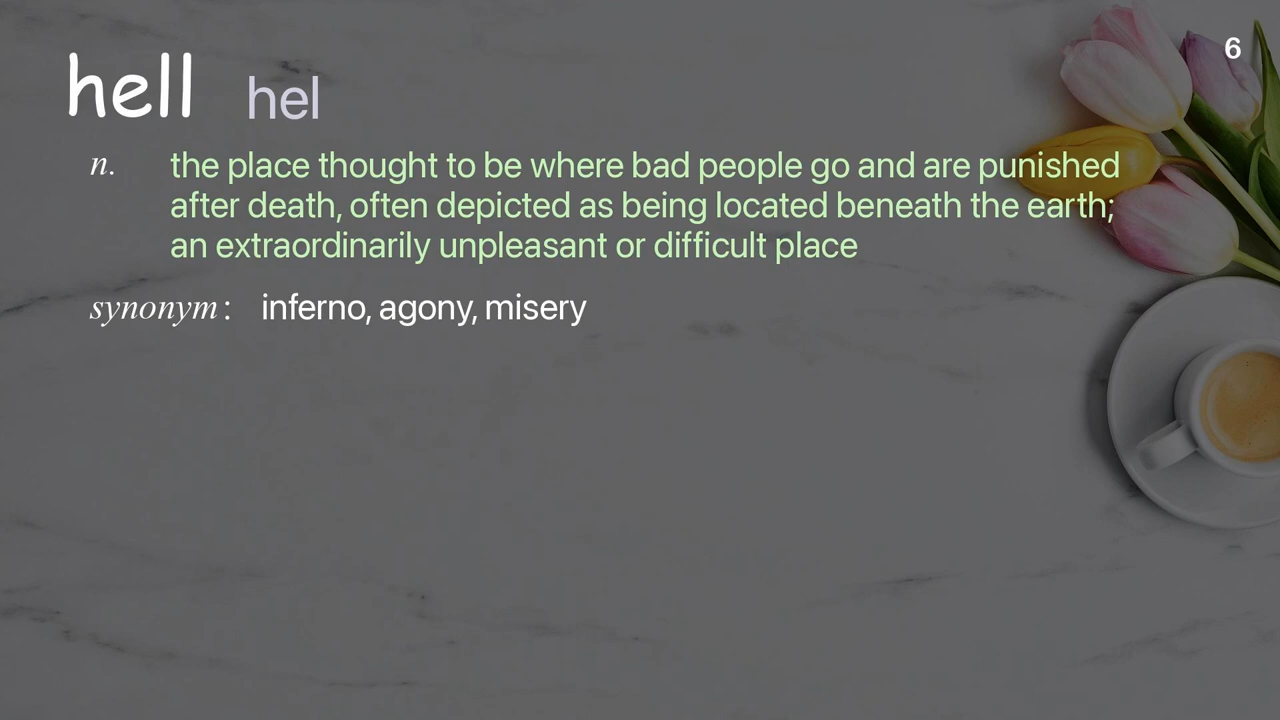 6
hell hel
n. the place thought to be where bad people go and are punished
after death, often depicted as being located beneath the earth;
an extraordinarily unpleasant or difficult place
synonym: inferno, agony, misery